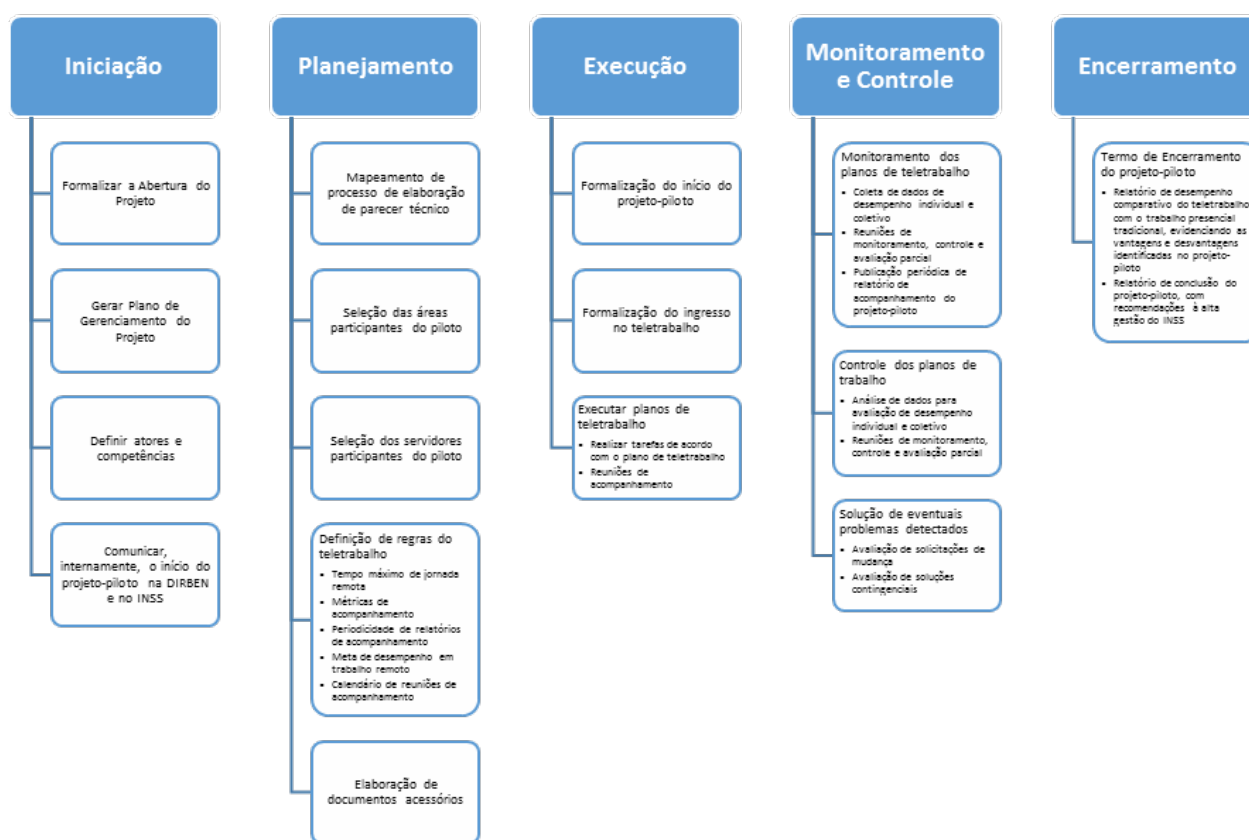 Iniciação
Formalizar a Abertura do
Projeto
Gerar Plano de
Gerenciamento do
Projeto
Definir atores e
competências
Comunicar,
internamente, o início do
projeto-piloto na DIRBEN
e no INSS
Planejamento
Mapeamento de
processo de elaboração
de parecer técnico
Seleção das áreas
participantes do piloto
Seleção dos servidores
participantes do piloto
Definição de regras do
teletrabalho
• Tempo máximo de jornada
remota
• Métricas de
acompanhamento
• Periodicidade de relatórios
de acompanhamento
• Meta de desempenho em
trabalho remoto
• Calendário de reuniões de
acompanhamento
Elaboração de
documentos acessórios
Execução
Formalização do início do
projeto-piloto
Formalização do ingresso
no teletrabalho
Executar planos de
teletrabalho
• Realizar tarefas de acordo
com o plano de teletrabalho
• Reuniões de
acompanhamento
Monitoramento
e Controle
Monitoramento dos
planos de teletrabalho
• Coleta de dados de
desempenho individual e
coletivo
• Reuniões de
monitoramento, controle e
avaliação parcial
• Publicação periódica de
relatório de
acompanhamento do
projeto-piloto
Controle dos planos de
trabalho
• Análise de dados para
avaliação de desempenho
individual e coletivo
• Reuniões de monitoramento,
controle e avaliação parcial
Solução de eventuais
problemas detectados
• Avaliação de solicitações de
mudança
• Avaliação de soluções
contingenciais
Encerramento
Termo de Encerramento
do projeto-piloto
• Relatório de desempenho
comparativo do teletrabalho
com o trabalho presencial
tradicional, evidenciando as
vantagens e desvantagens
identificadas no projeto-
piloto
• Relatório de conclusão do
projeto-piloto, com
recomendações à alta
gestão do INSS